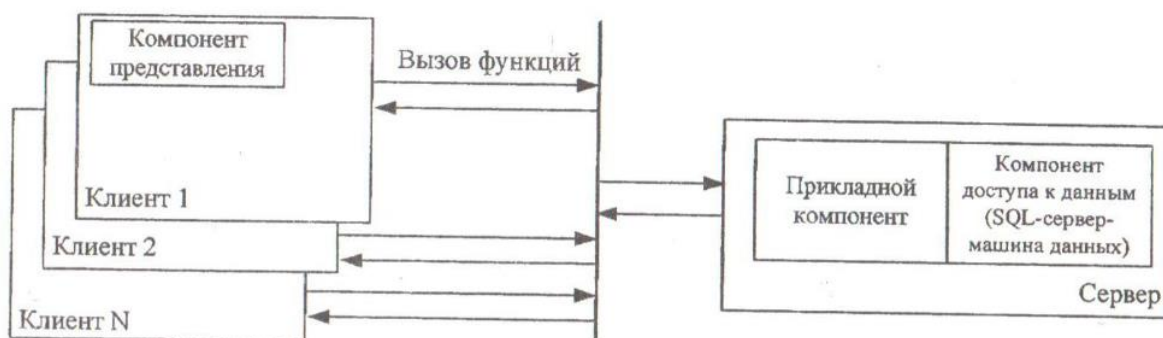 Компонент
представления
Вызов функций
Клиент 1
Клиент 2
Клиент N
Прикладной
компонент
Компонент
доступа к данным
(SQL-сервер-
машина данных)
Сервер